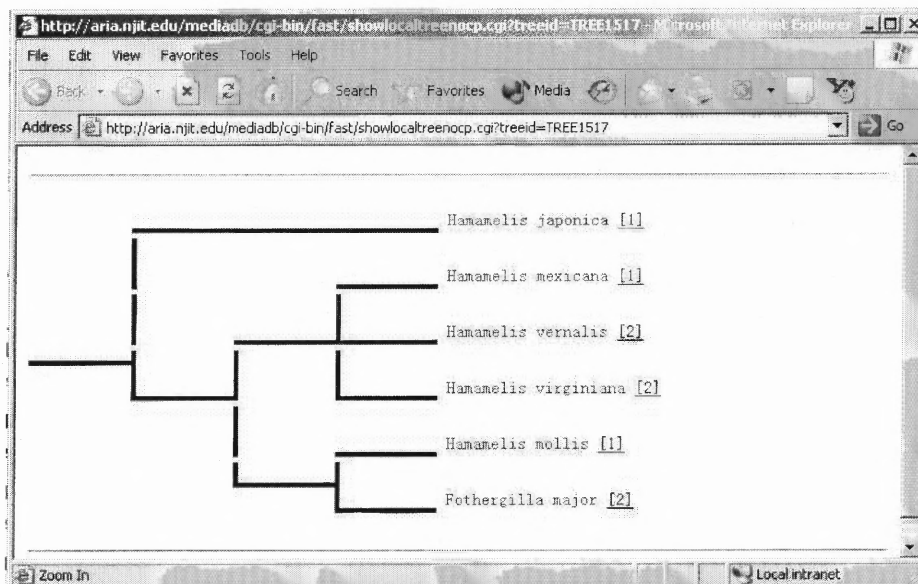 http://aria.njit.edu/mediadb/cgi-bin/fast/showlocaltreenocp.cgi?treeid=TREE1517 - Microsoft Internet Explorer
File Edit View Favorites Tools Help
Back Search Favorites Media
Address http://aria.njit.edu/mediadb/cgi-bin/fast/showlocaltreenocp.cgi?treeid=TREE1517 Go
Hamamelis japonica [1]
Hamamelis mexicana [1]
Hamamelis vernalis [2]
Hamamelis virginiana [2]
Hamamelis mollis [1]
Fothergilla major [2]
Zoom In Local intranet